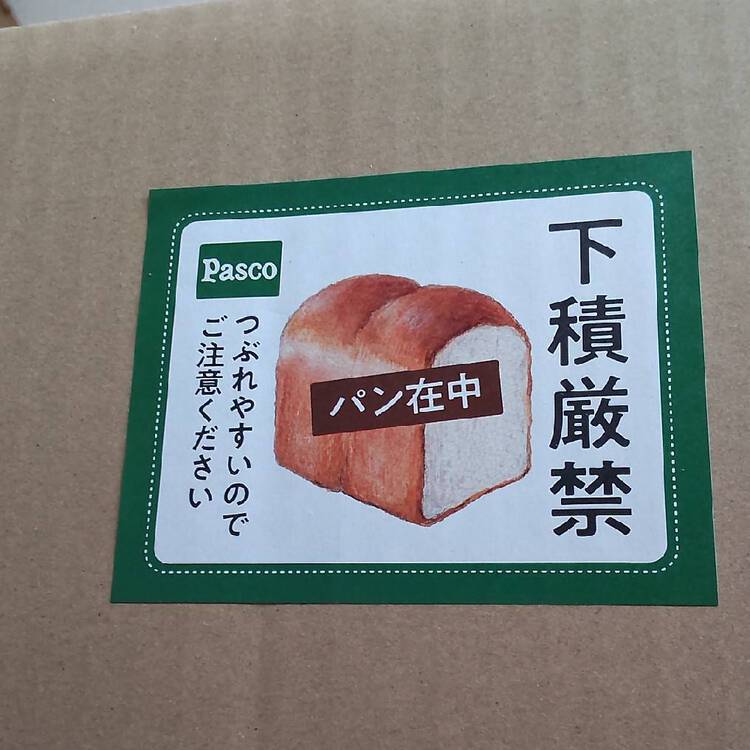 下積厳禁
パン在中
Pasco
つぶれやすいので
ご注意ください